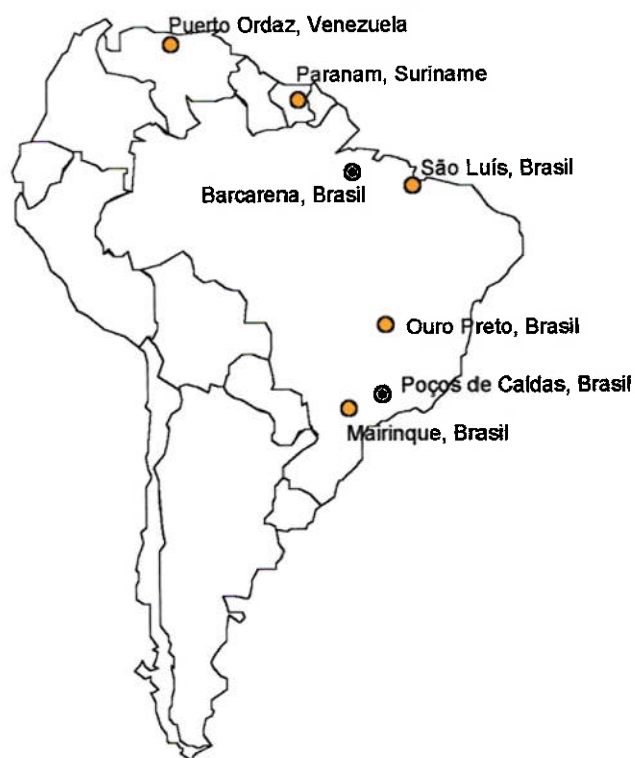 Puerto Ordaz, Venezuela
Paranam, Suriname
São Luís, Brasil
Barcarena, Brasil
Ouro Preto, Brasil
Poços de Caldas, Brasil
Mairinque, Brasil